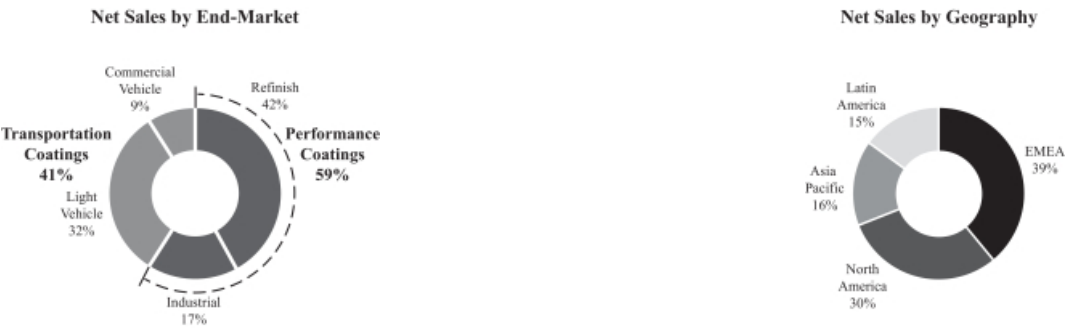 Net Sales by End-Market
Commercial
Vehicle
9%
Refinish
42%
Transportation
Coatings
41%
Performance
Coatings
59%
Light
Vehicle
32%
Industrial
17%
Net Sales by Geography
Latin
America
15%
EMEA
39%
Asia
Pacific
16%
North
America
30%